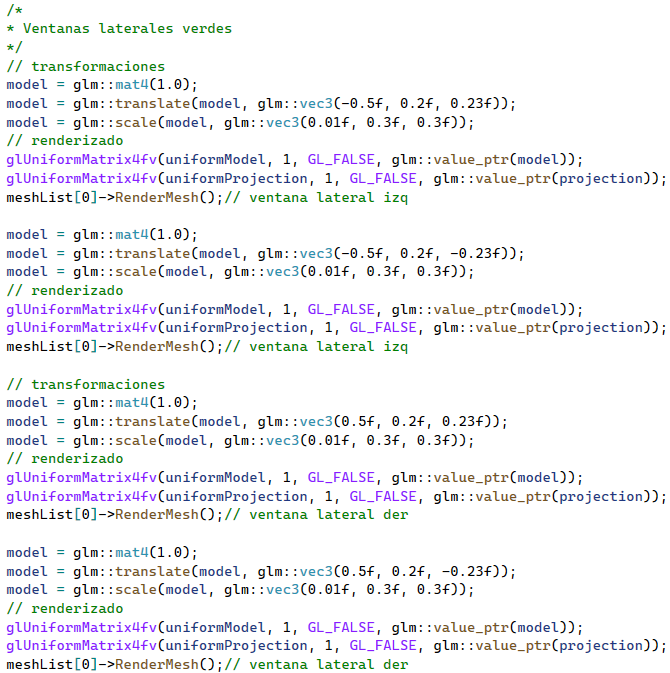 /*
* Ventanas laterales verdes
*/
// transformaciones
model = glm::mat4(1.0);
model = glm::translate(model, glm::vec3(-0.5f, 0.2f, 0.23f));
model = glm::scale(model, glm::vec3(0.01f, 0.3f, 0.3f));
// renderizado
glUniformMatrix4fv(uniformModel, 1, GL_FALSE, glm::value_ptr(model));
glUniformMatrix4fv(uniformProjection, 1, GL_FALSE, glm::value_ptr(projection));
meshList[0]->RenderMesh();// ventana lateral izq

model = glm::mat4(1.0);
model = glm::translate(model, glm::vec3(-0.5f, 0.2f, -0.23f));
model = glm::scale(model, glm::vec3(0.01f, 0.3f, 0.3f));
// renderizado
glUniformMatrix4fv(uniformModel, 1, GL_FALSE, glm::value_ptr(model));
glUniformMatrix4fv(uniformProjection, 1, GL_FALSE, glm::value_ptr(projection));
meshList[0]->RenderMesh();// ventana lateral izq

// transformaciones
model = glm::mat4(1.0);
model = glm::translate(model, glm::vec3(0.5f, 0.2f, 0.23f));
model = glm::scale(model, glm::vec3(0.01f, 0.3f, 0.3f));
// renderizado
glUniformMatrix4fv(uniformModel, 1, GL_FALSE, glm::value_ptr(model));
glUniformMatrix4fv(uniformProjection, 1, GL_FALSE, glm::value_ptr(projection));
meshList[0]->RenderMesh();// ventana lateral der

model = glm::mat4(1.0);
model = glm::translate(model, glm::vec3(0.5f, 0.2f, -0.23f));
model = glm::scale(model, glm::vec3(0.01f, 0.3f, 0.3f));
// renderizado
glUniformMatrix4fv(uniformModel, 1, GL_FALSE, glm::value_ptr(model));
glUniformMatrix4fv(uniformProjection, 1, GL_FALSE, glm::value_ptr(projection));
meshList[0]->RenderMesh();// ventana lateral der